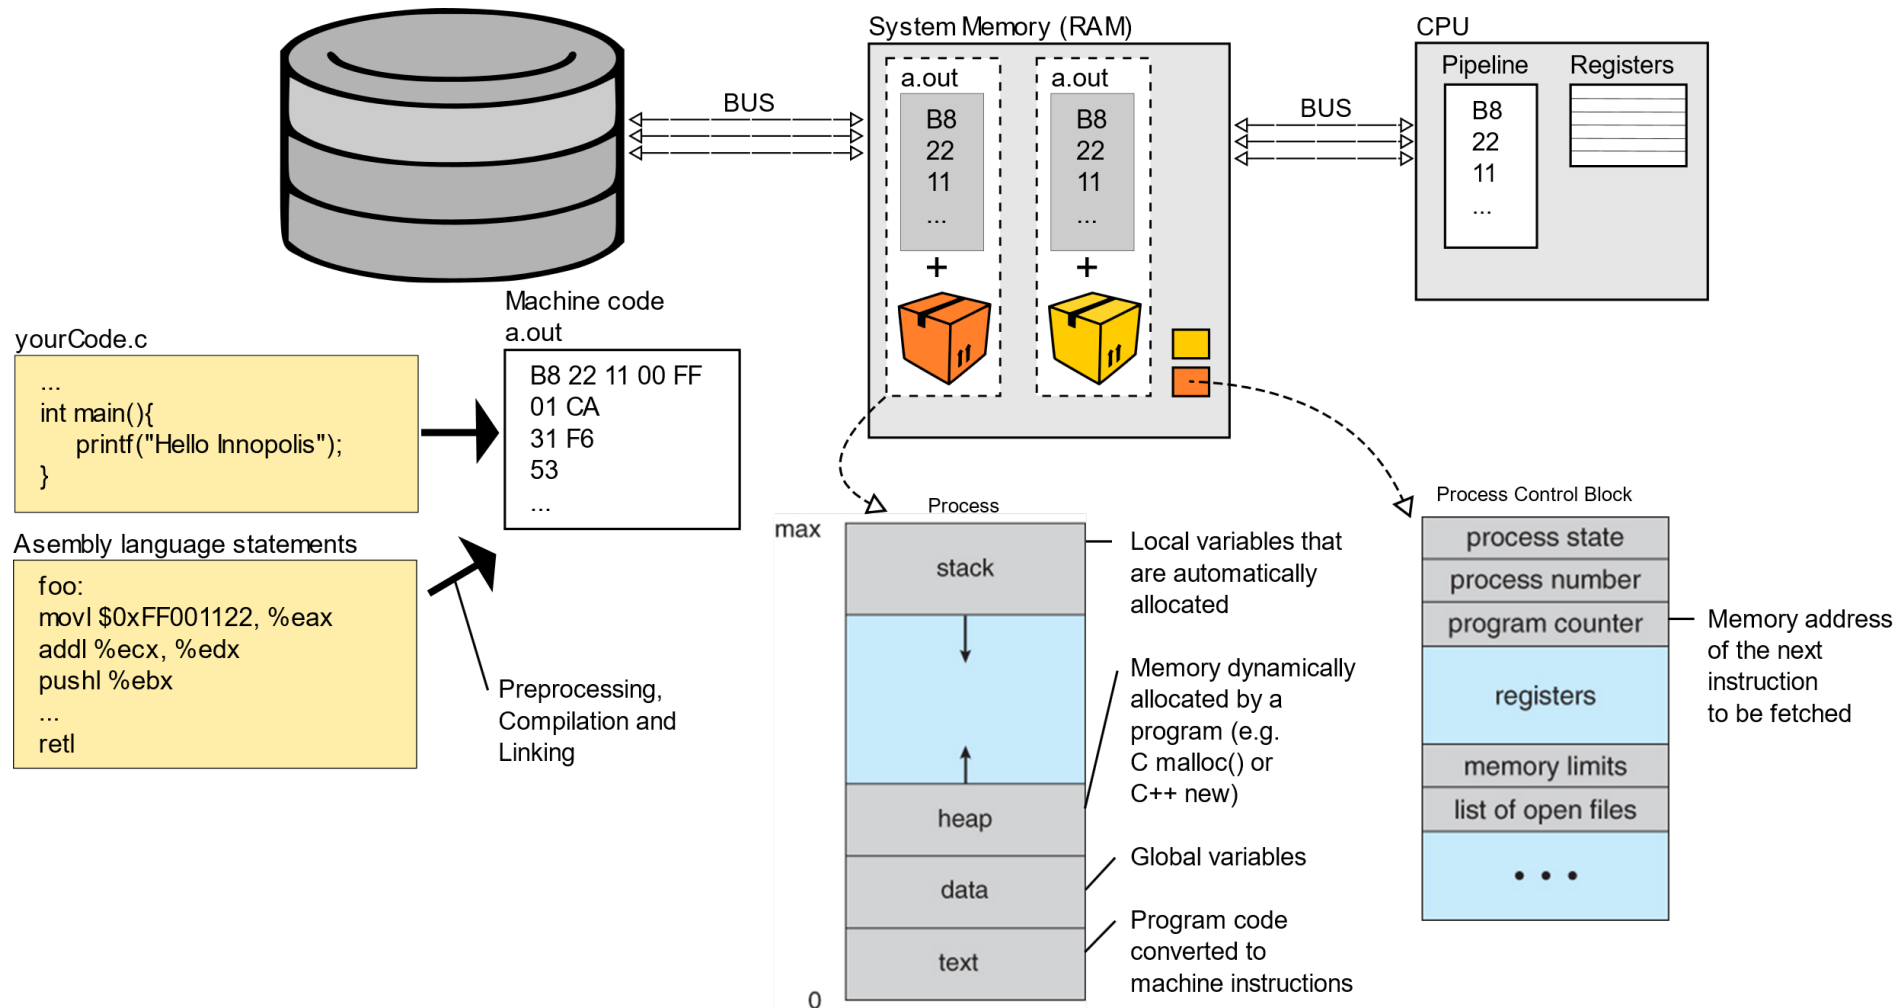 System Memory (RAM)
CPU
BUS
a.out
B8
22
11
...
+
a.out
B8
22
11
...
+
BUS
Pipeline
B8
22
11
...
Registers
yourCode.c
...
int main(){
printf("Hello Innopolis");
}
Machine code
a.out
B8 22 11 00 FF
01 CA
31 F6
53
...
Asembly language statements
foo:
movl $0xFF001122, %eax
addl %ecx, %edx
pushl %ebx
...
retl
Preprocessing,
Compilation and
Linking
Process
max
stack
heap
data
text
0
Local variables that
are automatically
allocated
Memory dynamically
allocated by a
program (e.g.
C malloc() or
C++ new)
Global variables
Program code
converted to
machine instructions
Process Control Block
process state
process number
program counter
registers
memory limits
list of open files
• • •
Memory address
of the next
instruction
to be fetched